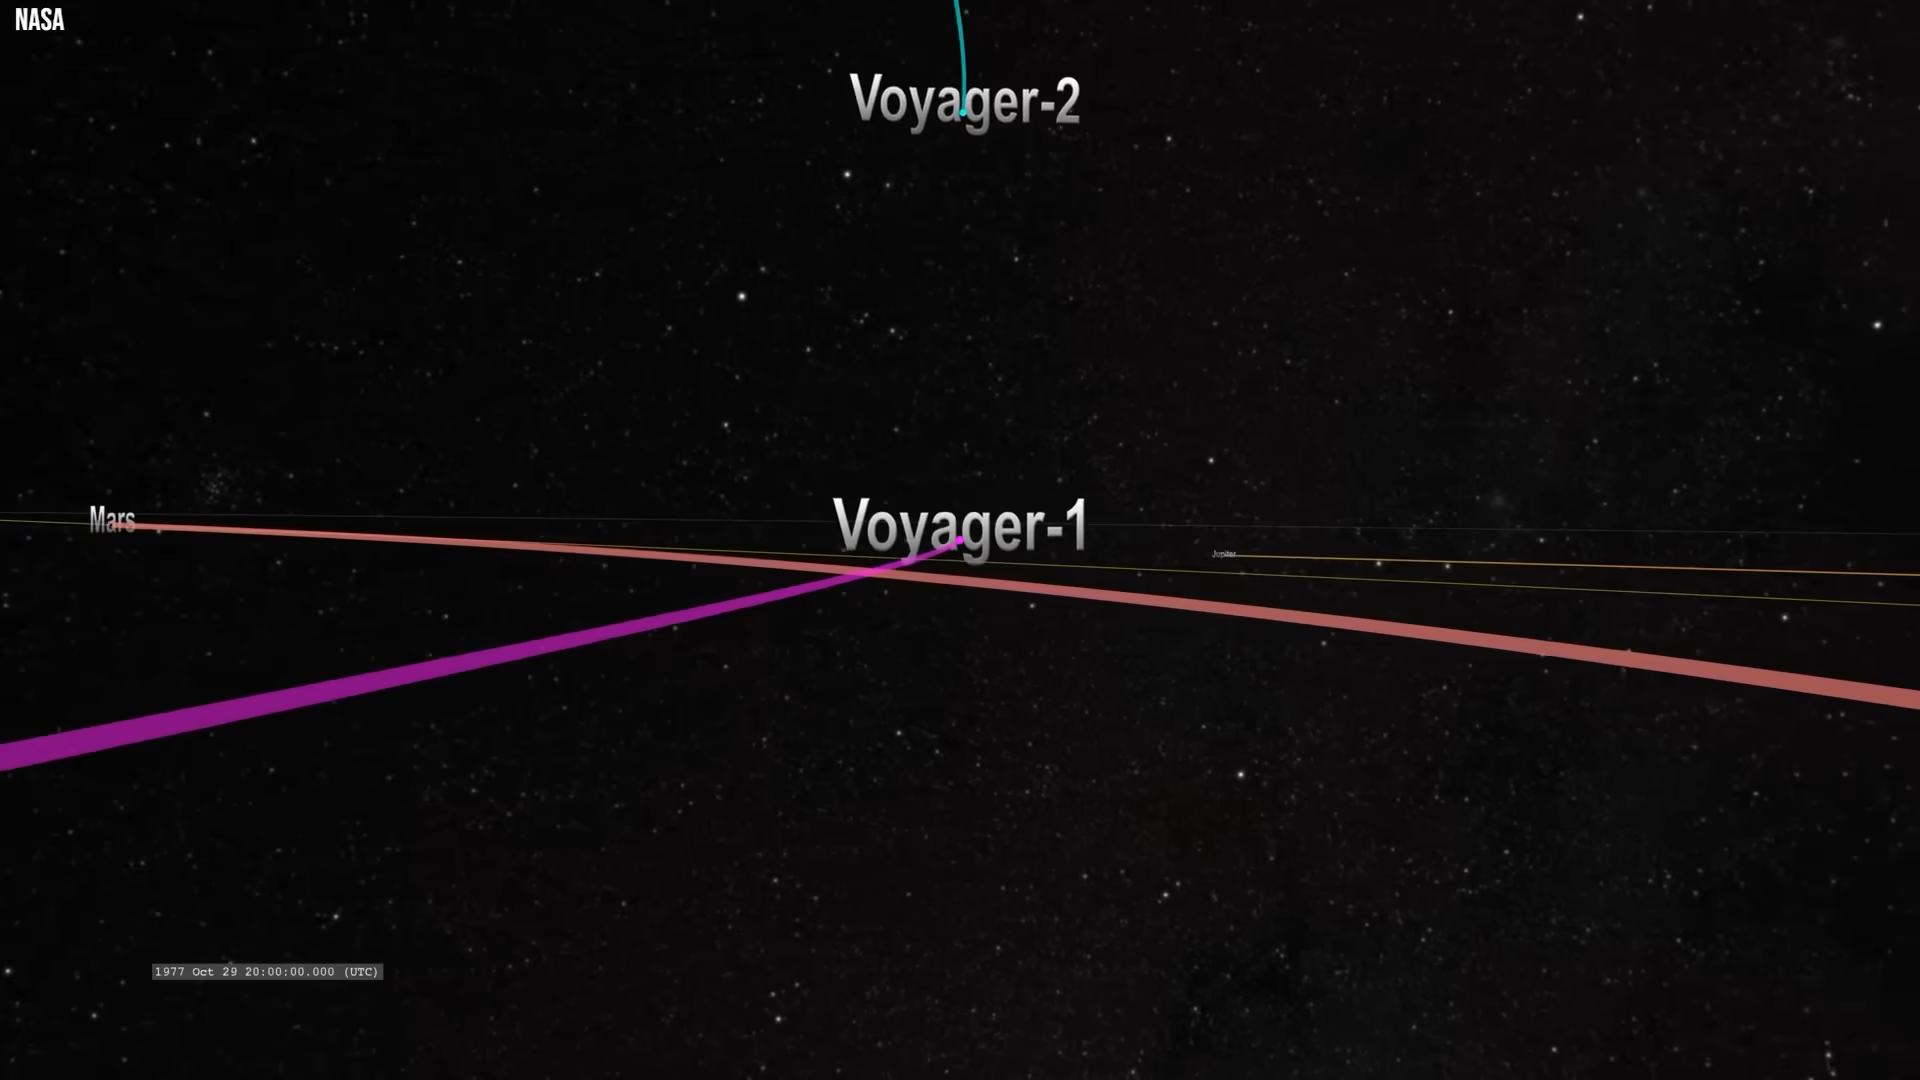 NASA
Voyager-2
Mars
Voyager-1
Jupiter
1977 Oct 29 20:00:00.000 (UTC)